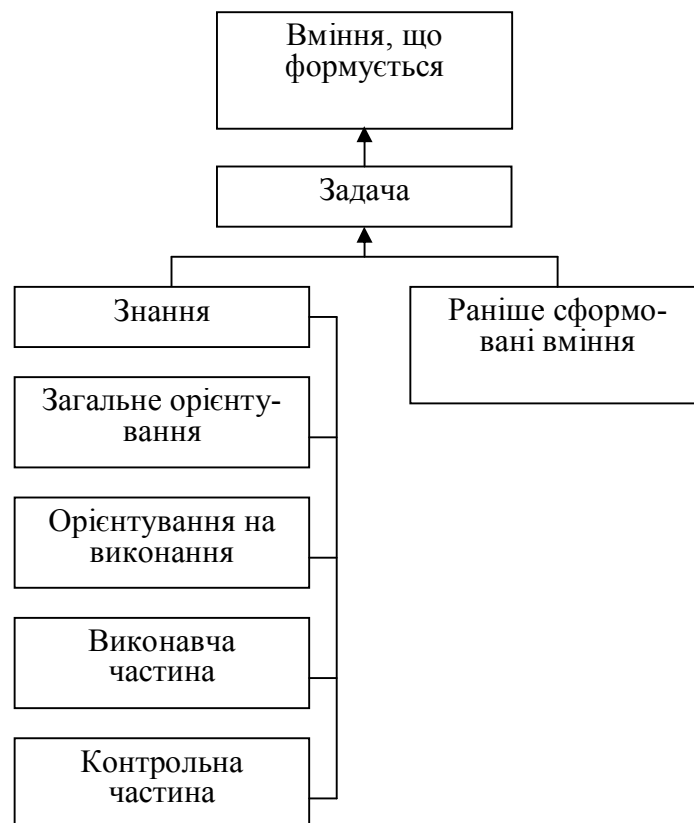 Вміння, що
формується
Задача
Знання
Раніше сформо-
вані вміння
Загальне орієнту-
вання
Орієнтування на
виконання
Виконавча
частина
Контрольна
частина